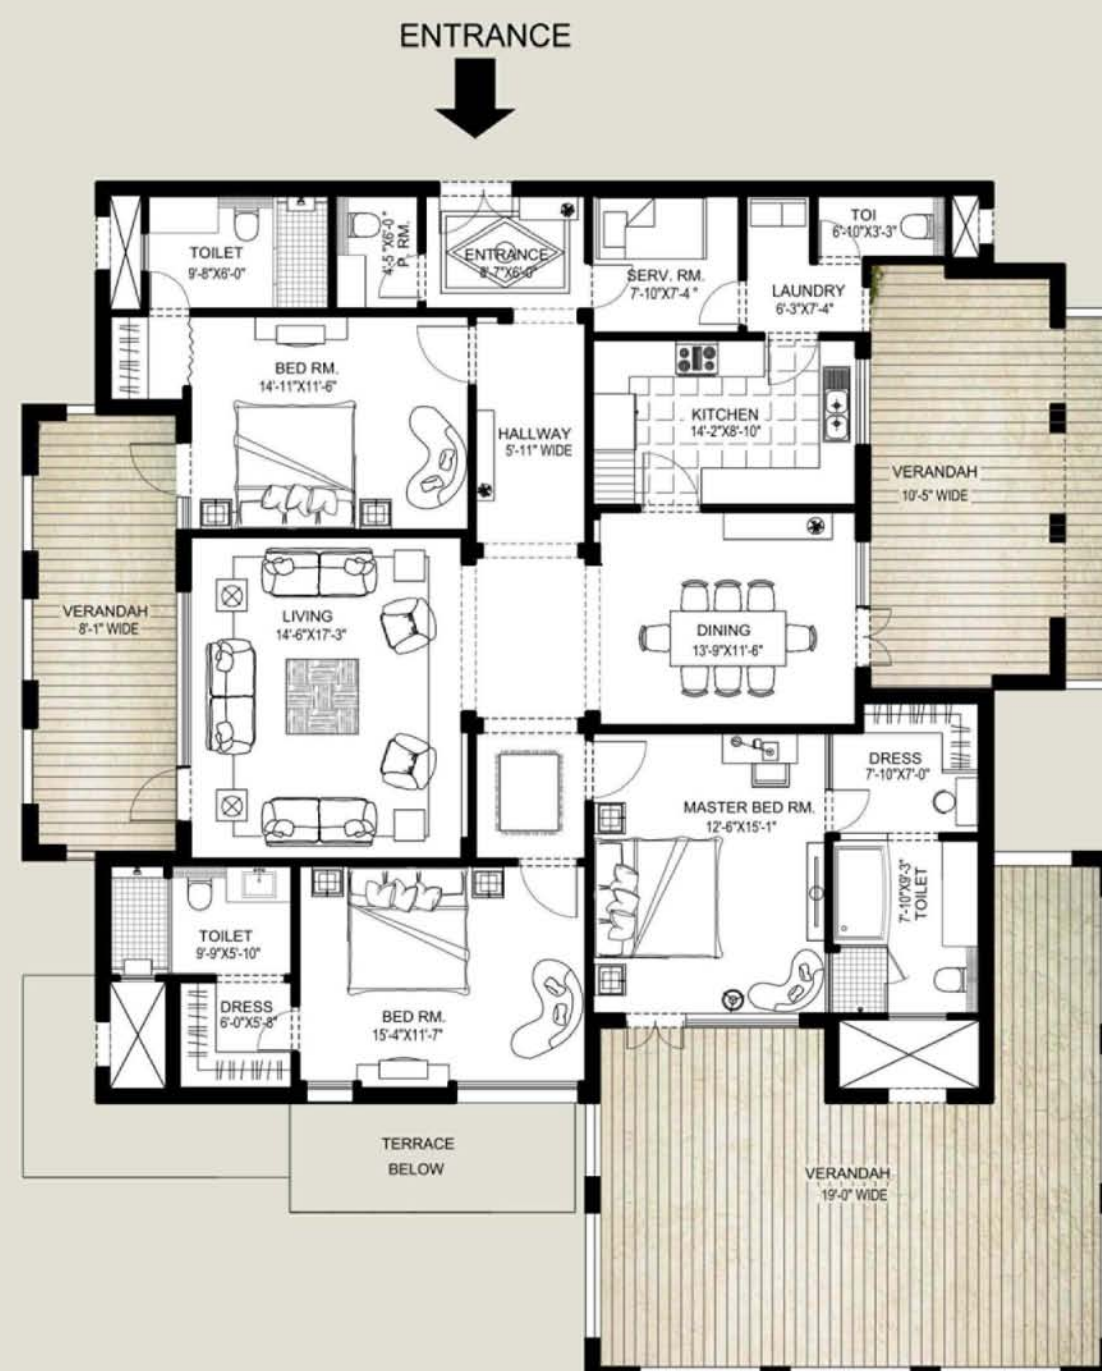 ENTRANCE
TOILET
9'-8"X6'-0"
4'-5"X6'-0"
P. RM.
ENTRANCE
8'-7"X6'-0"
SERV. RM.
7'-10"X7'-4"
TOI
6'-10"X3'-3"
LAUNDRY
6'-3"X7'-4"
BED RM.
14'-11"X11'-6"
HALLWAY
5'-11" WIDE
KITCHEN
14'-2"X8'-10"
VERANDAH
10'-5" WIDE
VERANDAH
8'-1" WIDE
LIVING
14'-6"X17'-3"
DINING
13'-9"X11'-6"
MASTER BED RM.
12'-6"X15'-1"
DRESS
7'-10"X7'-0"
7'-10"X9'-3"
TOILET
TOILET
9'-9"X5'-10"
DRESS
6'-0"X5'-8"
BED RM.
15'-4"X11'-7"
TERRACE
BELOW
VERANDAH
19'-0" WIDE